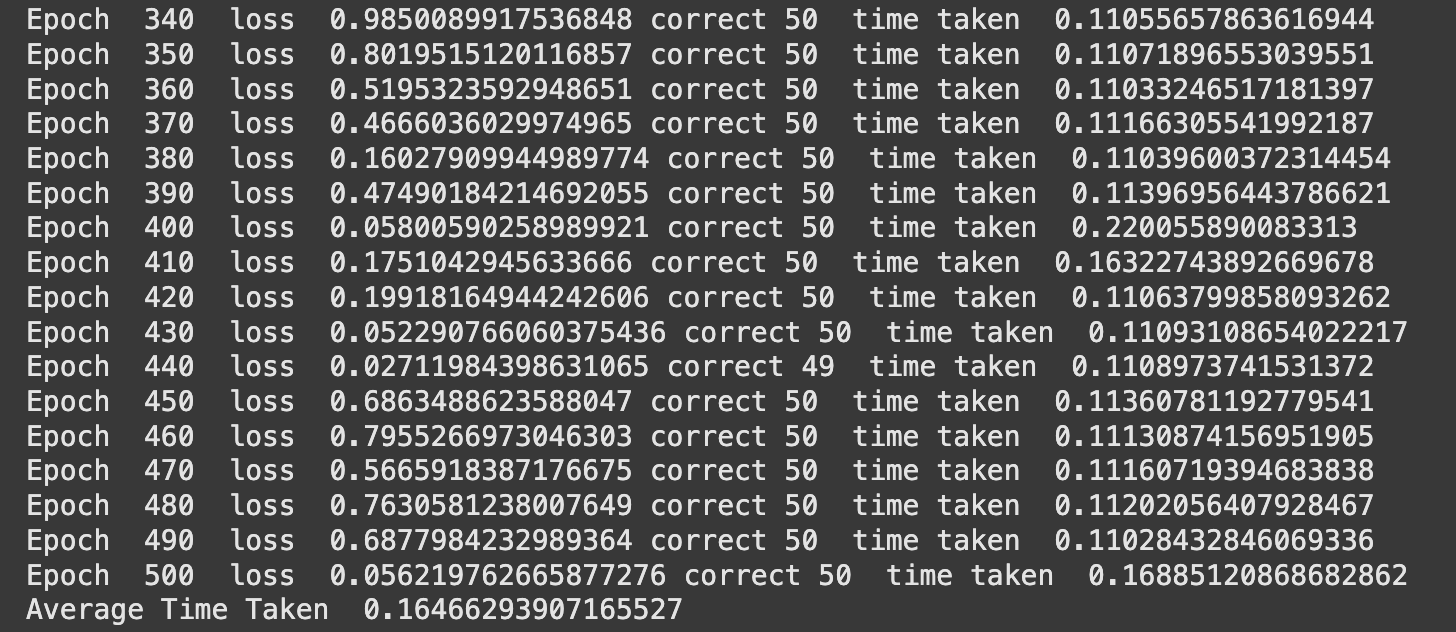 Epoch  340  loss  0.9850089917536848 correct 50  time taken  0.11055657863616944
Epoch  350  loss  0.8019515120116857 correct 50  time taken  0.11071896553039551
Epoch  360  loss  0.5195323592948651 correct 50  time taken  0.11033246517181397
Epoch  370  loss  0.4666036029974965 correct 50  time taken  0.11166305541992187
Epoch  380  loss  0.16027909944989774 correct 50  time taken  0.11039600372314454
Epoch  390  loss  0.47490184214692055 correct 50  time taken  0.11396956443786621
Epoch  400  loss  0.05800590258989921 correct 50  time taken  0.220055890083313
Epoch  410  loss  0.1751042945633666 correct 50  time taken  0.16322743892669678
Epoch  420  loss  0.19918164944242606 correct 50  time taken  0.11063799858093262
Epoch  430  loss  0.052290766060375436 correct 50  time taken  0.11093108654022217
Epoch  440  loss  0.02711984398631065 correct 49  time taken  0.1108973741531372
Epoch  450  loss  0.6863488623588047 correct 50  time taken  0.11360781192779541
Epoch  460  loss  0.7955266973046303 correct 50  time taken  0.11130874156951905
Epoch  470  loss  0.5665918387176675 correct 50  time taken  0.11160719394683838
Epoch  480  loss  0.7630581238007649 correct 50  time taken  0.11202056407928467
Epoch  490  loss  0.6877984232989364 correct 50  time taken  0.11028432846069336
Epoch  500  loss  0.056219762665877276 correct 50  time taken  0.16885120868682862
Average Time Taken  0.16466293907165527